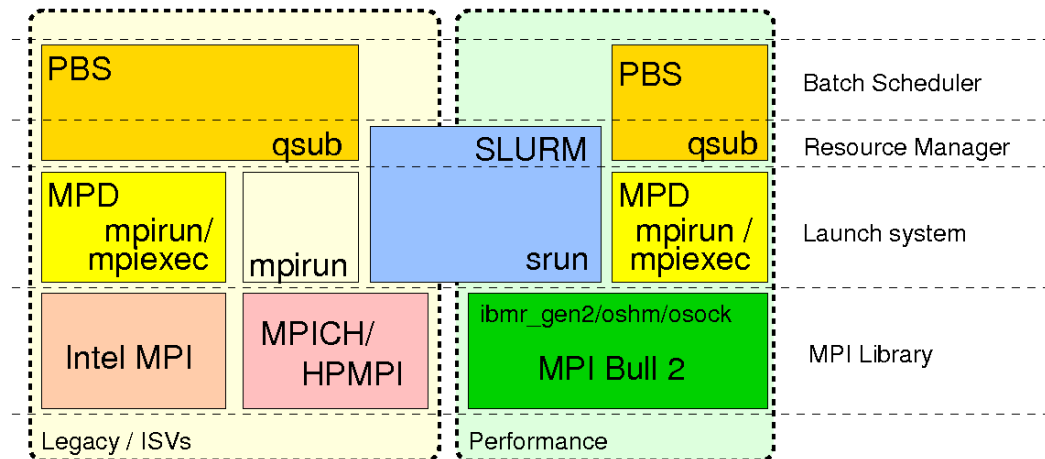 PBS
PBS
Batch Scheduler
qsub
SLURM
qsub
Resource Manager
MPD
mpirun/
mpiexec
mpirun
srun
MPD
mpirun /
mpiexec
Launch system
Intel MPI
MPICH/
HPMPI
ibmr_gen2/oshm/osock
MPI Bull 2
MPI Library
Legacy / ISVs
Performance